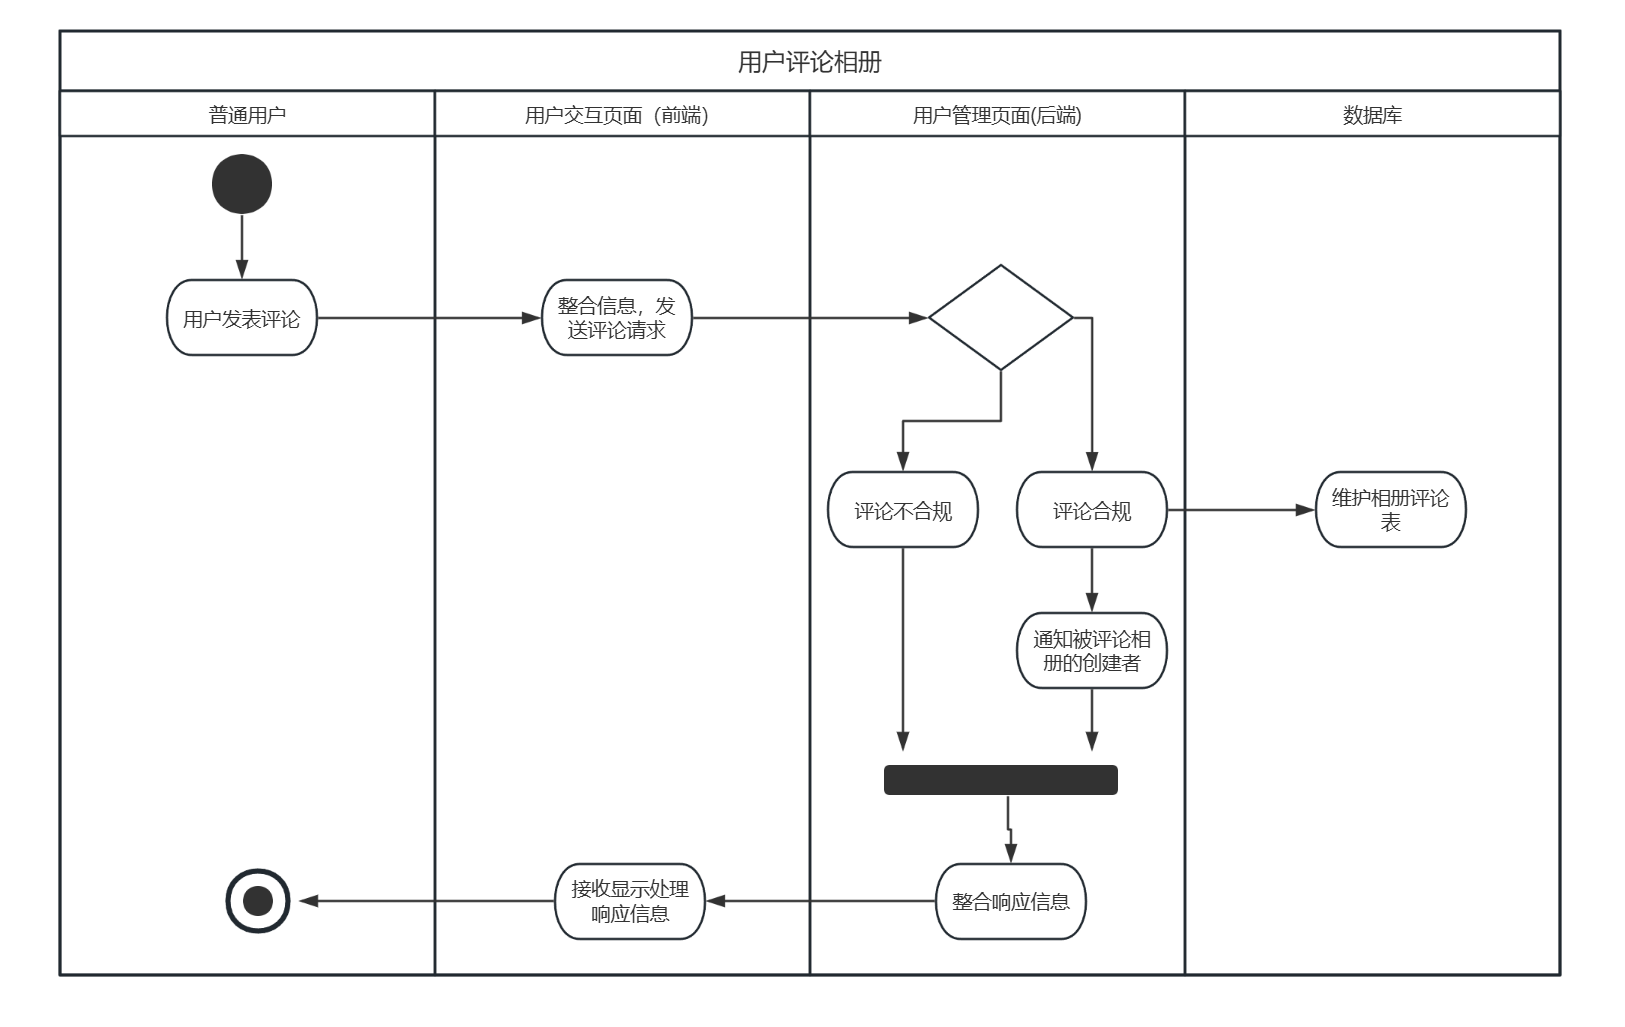 用户评论相册
普通用户
用户交互页面（前端）
用户管理页面(后端)
数据库
用户发表评论
整合信息，发
送评论请求
评论不合规
评论合规
维护相册评论
表
通知被评论相
册的创建者
接收显示处理
响应信息
整合响应信息